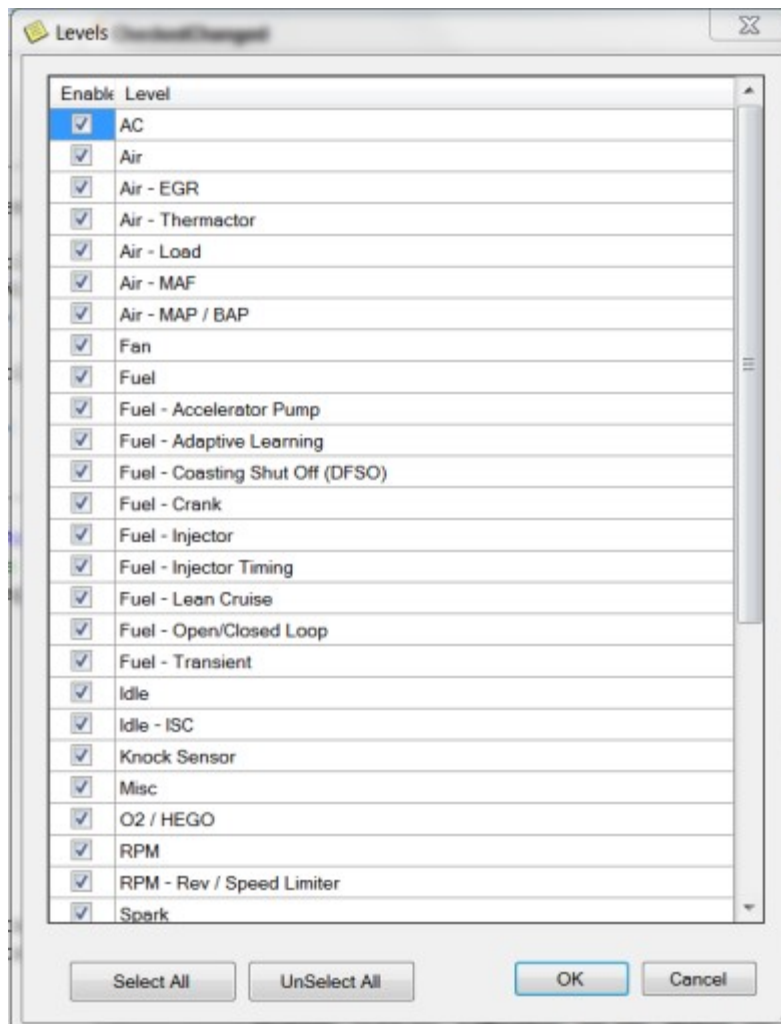 Levels
Enable Level
AC
Air
Air - EGR
Air - Thermactor
Air - Load
Air - MAF
Air - MAP / BAP
Fan
Fuel
Fuel - Accelerator Pump
Fuel - Adaptive Learning
Fuel - Coasting Shut Off (DFSO)
Fuel - Crank
Fuel - Injector
Fuel - Injector Timing
Fuel - Lean Cruise
Fuel - Open/Closed Loop
Fuel - Transient
Idle
Idle - ISC
Knock Sensor
Misc
O2 / HEGO
RPM
RPM - Rev / Speed Limiter
Spark
Select All UnSelect All OK Cancel